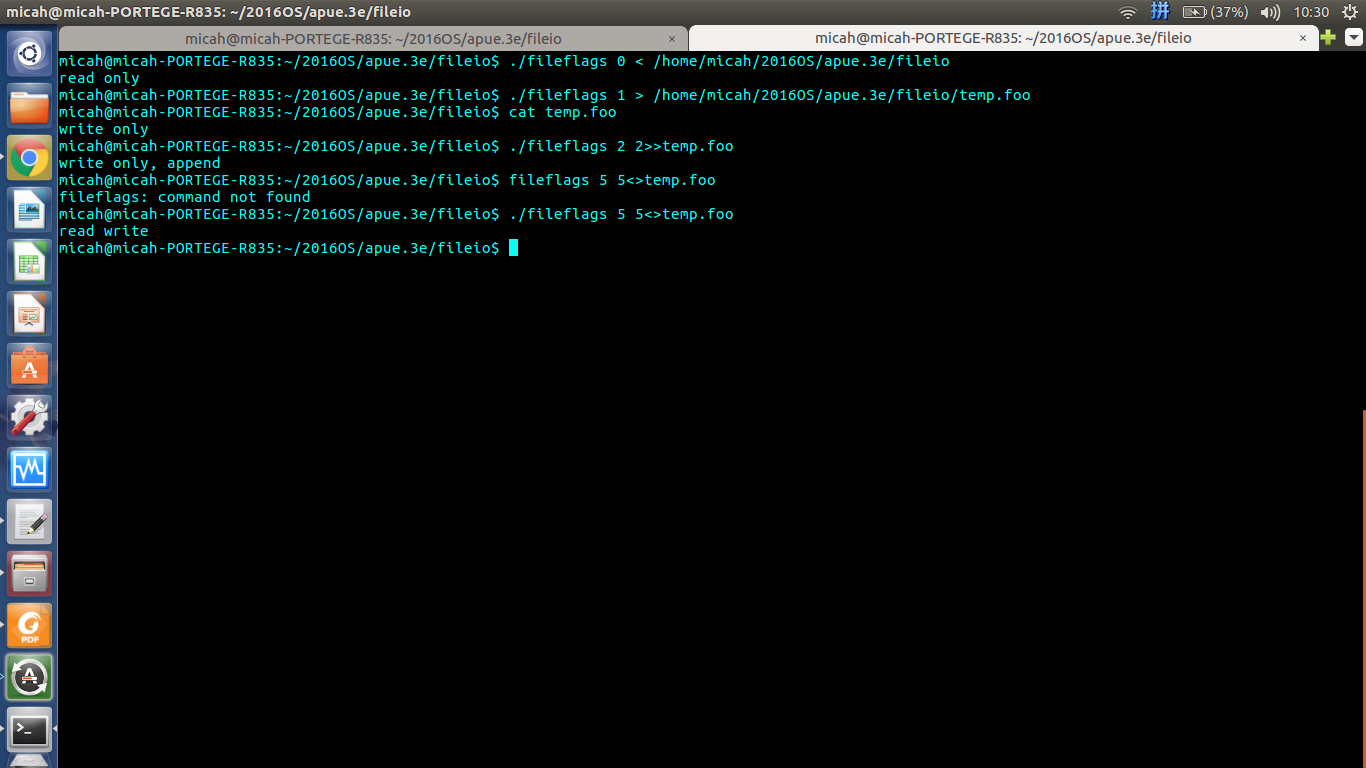 micah@micah-PORTEGE-R835: ~/2016OS/apue.3e/fileio
拼 (37%) 10:30
micah@micah-PORTEGE-R835: ~/2016OS/apue.3e/fileio × micah@micah-PORTEGE-R835: ~/2016OS/apue.3e/fileio ×
micah@micah-PORTEGE-R835:~/2016OS/apue.3e/fileio$ ./fileflags 0 < /home/micah/2016OS/apue.3e/fileio
read only
micah@micah-PORTEGE-R835:~/2016OS/apue.3e/fileio$ ./fileflags 1 > /home/micah/2016OS/apue.3e/fileio/temp.foo
micah@micah-PORTEGE-R835:~/2016OS/apue.3e/fileio$ cat temp.foo
write only
micah@micah-PORTEGE-R835:~/2016OS/apue.3e/fileio$ ./fileflags 2 2>>temp.foo
write only, append
micah@micah-PORTEGE-R835:~/2016OS/apue.3e/fileio$ fileflags 5 5<>temp.foo
fileflags: command not found
micah@micah-PORTEGE-R835:~/2016OS/apue.3e/fileio$ ./fileflags 5 5<>temp.foo
read write
micah@micah-PORTEGE-R835:~/2016OS/apue.3e/fileio$
PDF